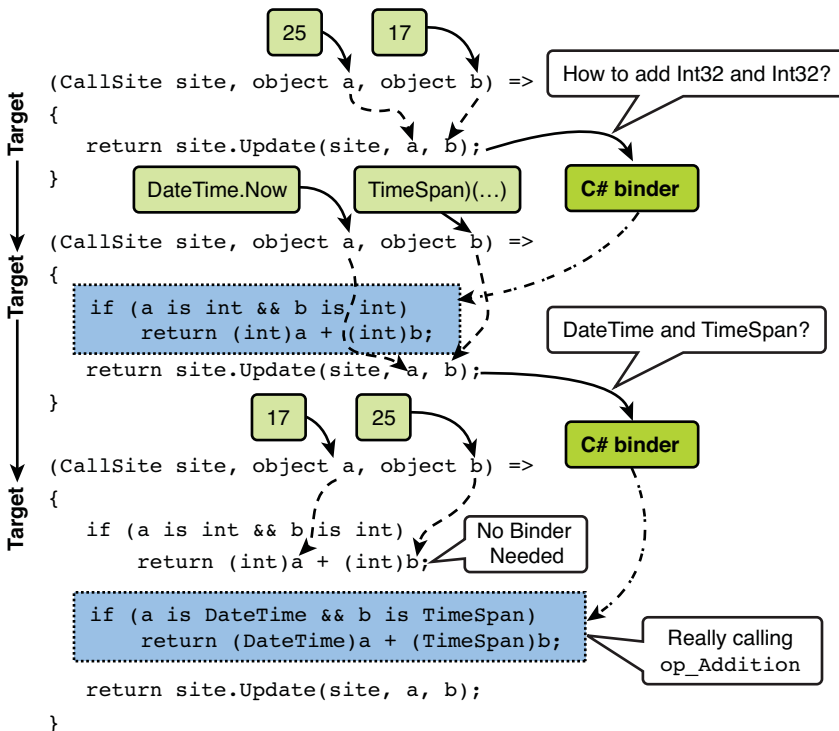 25
17
(CallSite site, object a, object b) =>
How to add Int32 and Int32?
{
return site.Update(site, a, b);
}
Target
DateTime.Now
TimeSpan)(…)
C# binder
(CallSite site, object a, object b) =>
{
Target
if (a is int && b is int)
return (int)a + (int)b;
DateTime and TimeSpan?
return site.Update(site, a, b);
}
17
25
C# binder
(CallSite site, object a, object b) =>
{
Target
if (a is int && b is int)
return (int)a + (int)b;
No Binder
Needed
if (a is DateTime && b is TimeSpan)
return (DateTime)a + (TimeSpan)b;
Really calling
op_Addition
return site.Update(site, a, b);
}